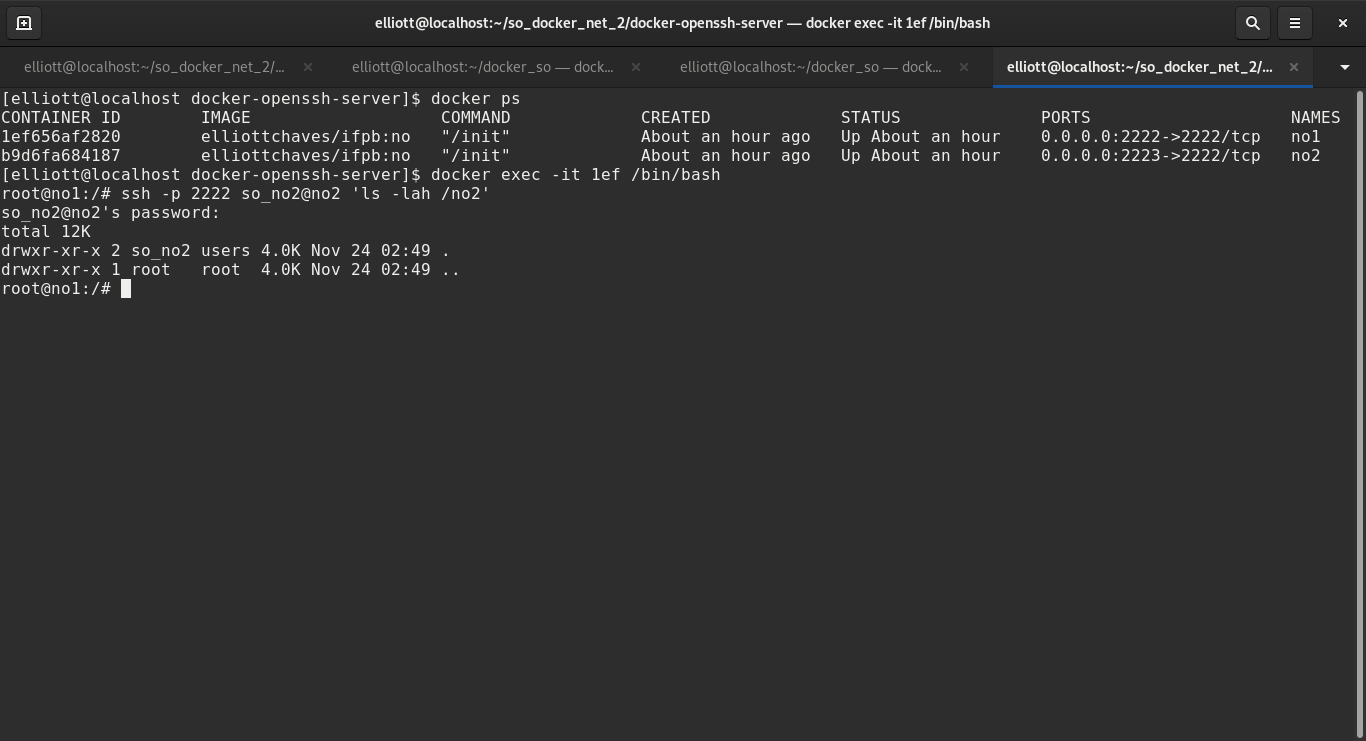 elliott@localhost:~/so_docker_net_2/docker-openssh-server — docker exec -it 1ef /bin/bash
elliott@localhost:~/so_docker_net_2/... elliott@localhost:~/docker_so — dock... elliott@localhost:~/docker_so — dock... elliott@localhost:~/so_docker_net_2/...
[elliott@localhost docker-openssh-server]$ docker ps
CONTAINER ID        IMAGE                   COMMAND             CREATED             STATUS              PORTS                    NAMES
1ef656af2820        elliottchaves/ifpb:no   "/init"             About an hour ago   Up About an hour    0.0.0.0:2222->2222/tcp   no1
b9d6fa684187        elliottchaves/ifpb:no   "/init"             About an hour ago   Up About an hour    0.0.0.0:2223->2222/tcp   no2
[elliott@localhost docker-openssh-server]$ docker exec -it 1ef /bin/bash
root@no1:/# ssh -p 2222 so_no2@no2 'ls -lah /no2'
so_no2@no2's password:
total 12K
drwxr-xr-x 2 so_no2 users 4.0K Nov 24 02:49 .
drwxr-xr-x 1 root   root  4.0K Nov 24 02:49 ..
root@no1:/#